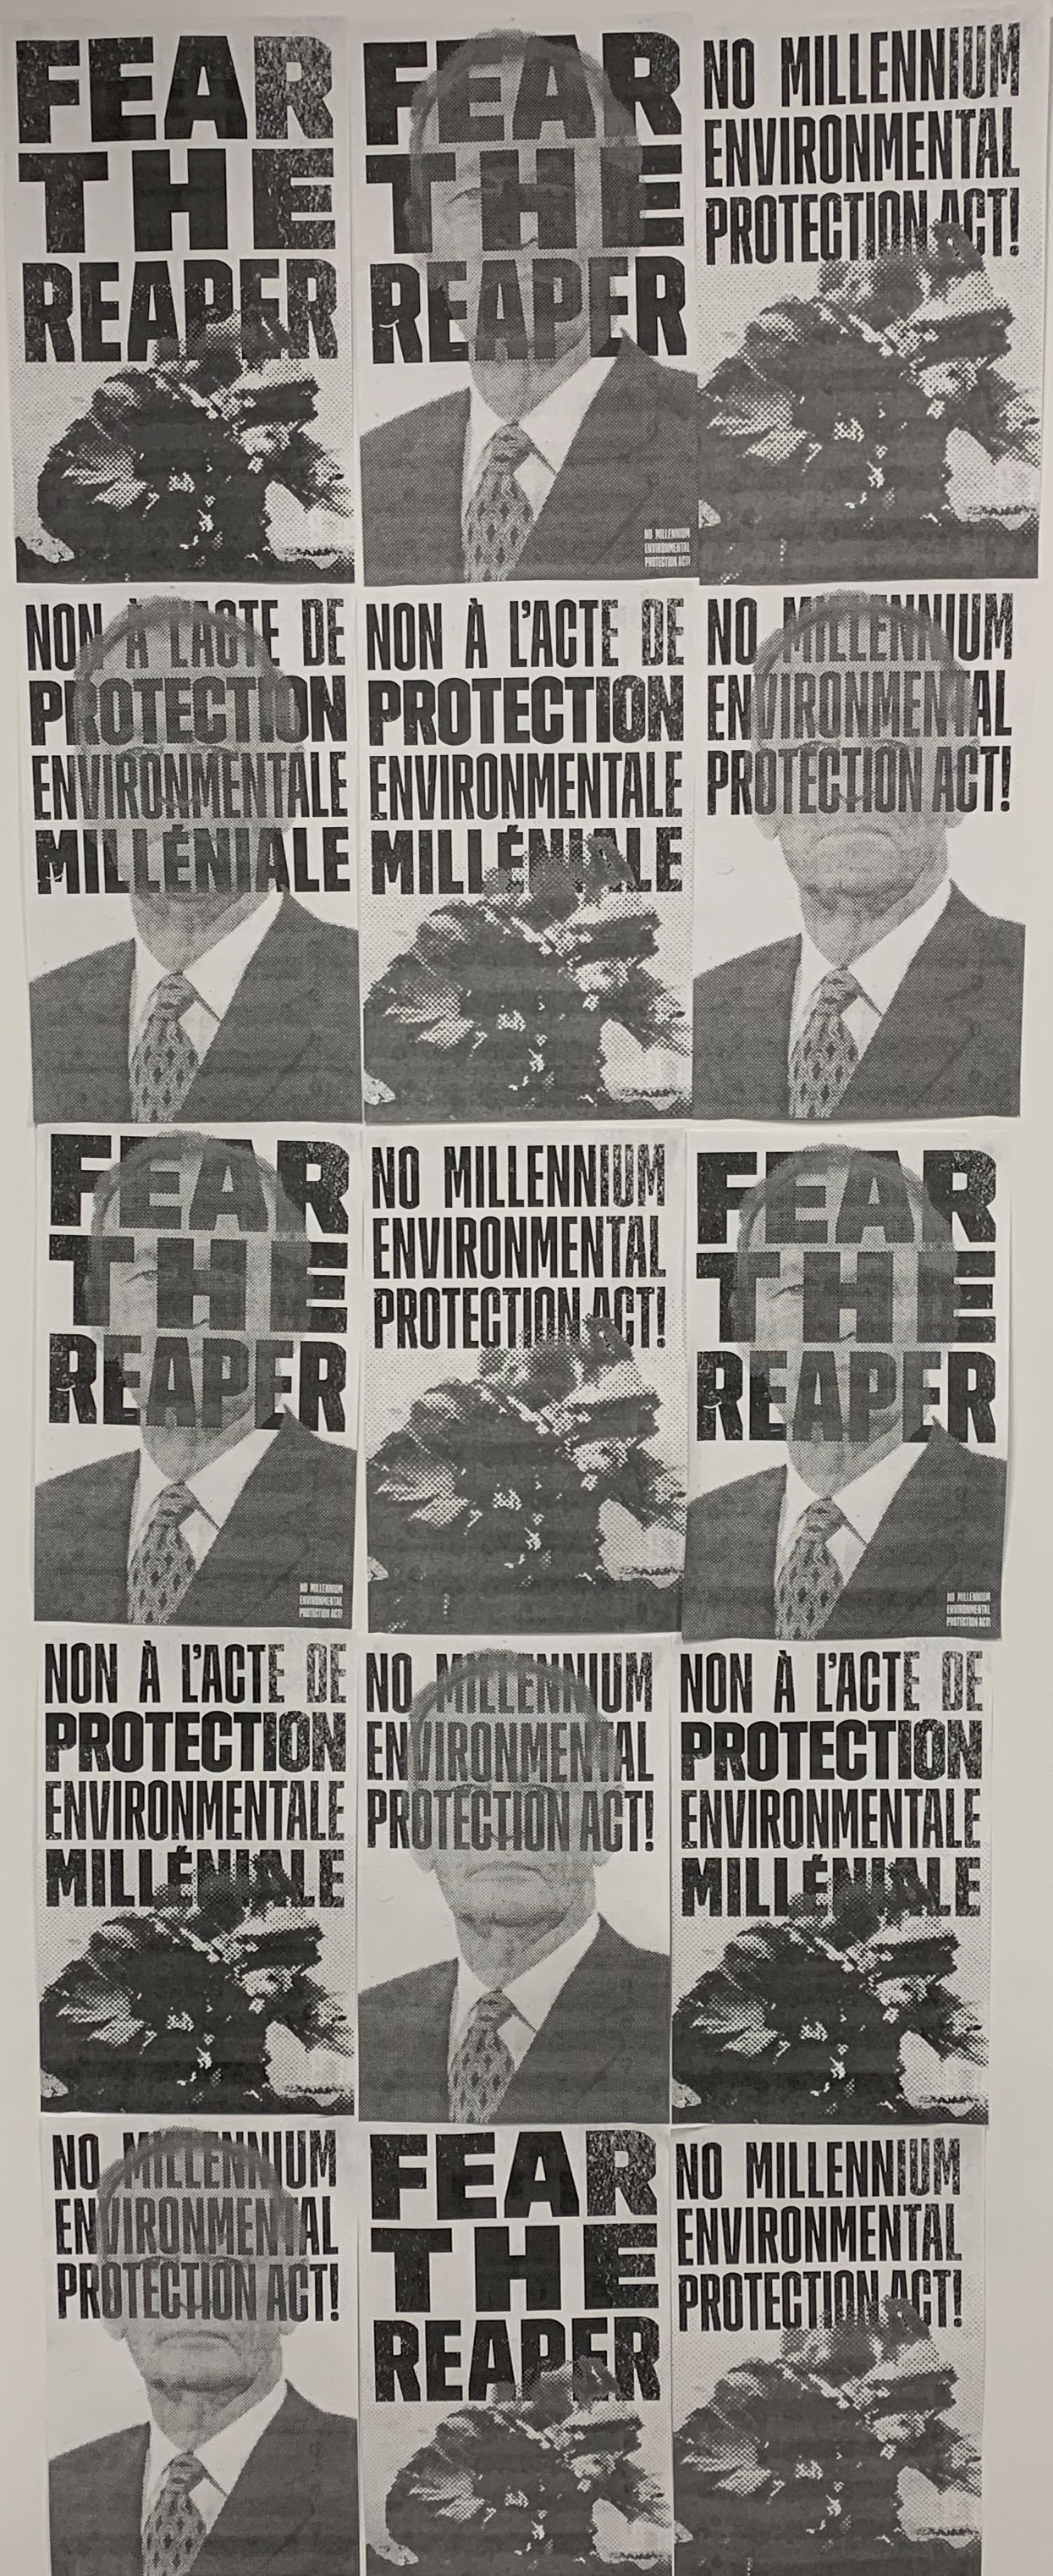 FEAR
THE
REAPER
FEAR
THE
REAPER
NO MILLENNIUM
ENVIRONMENTAL
PROTECTION ACT!
NO MILLENNIUM
ENVIRONMENTAL
PROTECTION ACT!
NON À L'ACTE DE
PROTECTION
ENVIRONMENTALE
MILLÉNIALE
NON À L'ACTE DE
PROTECTION
ENVIRONMENTALE
MILLÉNIALE
NO MILLENNIUM
ENVIRONMENTAL
PROTECTION ACT!
FEAR
THE
REAPER
NO MILLENNIUM
ENVIRONMENTAL
PROTECTION ACT!
NO MILLENNIUM
ENVIRONMENTAL
PROTECTION ACT!
FEAR
THE
REAPER
NO MILLENNIUM
ENVIRONMENTAL
PROTECTION ACT!
NON À L'ACTE DE
PROTECTION
ENVIRONMENTALE
MILLÉNIALE
NO MILLENNIUM
ENVIRONMENTAL
PROTECTION ACT!
NON À L'ACTE DE
PROTECTION
ENVIRONMENTALE
MILLÉNIALE
NO MILLENNIUM
ENVIRONMENTAL
PROTECTION ACT!
FEAR
THE
REAPER
NO MILLENNIUM
ENVIRONMENTAL
PROTECTION ACT!